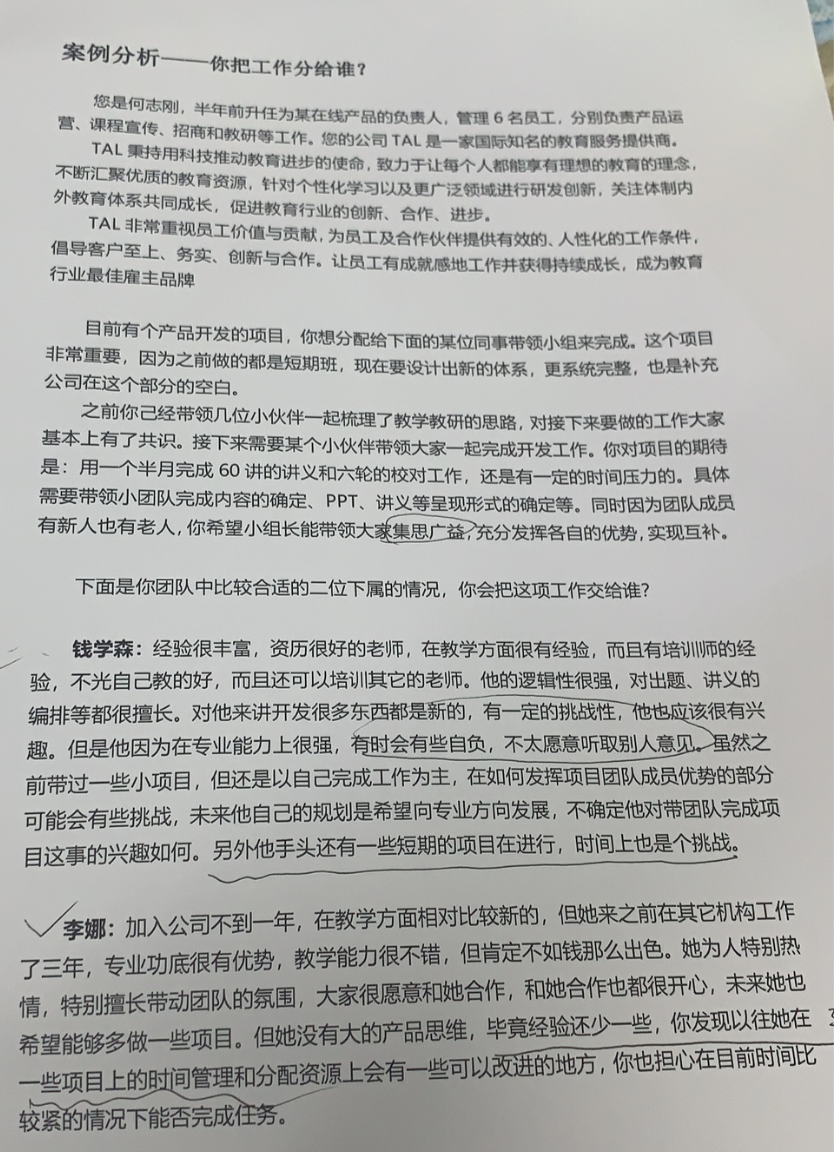 案例分析——你把工作分给谁？
您是何志刚，半年前升任为某在线产品的负责人，管理 6 名员工，分别负责产品运
营、课程宣传、招商和教研等工作。您的公司 TAL 是一家国际知名的教育服务提供商。
TAL 秉持用科技推动教育进步的使命，致力于让每个人都能享有理想的教育的理念，
不断汇聚优质的教育资源，针对个性化学习以及更广泛领域进行研发创新，关注体制内
外教育体系共同成长，促进教育行业的创新、合作、进步。
TAL 非常重视员工价值与贡献，为员工及合作伙伴提供有效的、人性化的工作条件，
倡导客户至上、务实、创新与合作。让员工有成就感地工作并获得持续成长，成为教育
行业最佳雇主品牌
目前有个产品开发的项目，你想分配给下面的某位同事带领小组来完成。这个项目
非常重要，因为之前做的都是短期班，现在要设计出新的体系，更系统完整，也是补充
公司在这个部分的空白。
之前你己经带领几位小伙伴一起梳理了教学教研的思路，对接下来要做的工作大家
基本上有了共识。接下来需要某个小伙伴带领大家一起完成开发工作。你对项目的期待
是：用一个半月完成 60 讲的讲义和六轮的校对工作，还是有一定的时间压力的。具体
需要带领小团队完成内容的确定、PPT、讲义等呈现形式的确定等。同时因为团队成员
有新人也有老人，你希望小组长能带领大家集思广益，充分发挥各自的优势，实现互补。
下面是你团队中比较合适的二位下属的情况，你会把这项工作交给谁？
钱学森：经验很丰富，资历很好的老师，在教学方面很有经验，而且有培训师的经
验，不光自己教的好，而且还可以培训其它的老师。他的逻辑性很强，对出题、讲义的
编排等都很擅长。对他来讲开发很多东西都是新的，有一定的挑战性，他也应该很有兴
趣。但是他因为在专业能力上很强，有时会有些自负，不太愿意听取别人意见。虽然之
前带过一些小项目，但还是以自己完成工作为主，在如何发挥项目团队成员优势的部分
可能会有些挑战，未来他自己的规划是希望向专业方向发展，不确定他对带团队完成项
目这事的兴趣如何。另外他手头还有一些短期的项目在进行，时间上也是个挑战。
李娜：加入公司不到一年，在教学方面相对比较新的，但她来之前在其它机构工作
了三年，专业功底很有优势，教学能力很不错，但肯定不如钱那么出色。她为人特别热
情，特别擅长带动团队的氛围，大家很愿意和她合作，和她合作也都很开心，未来她也
希望能够多做一些项目。但她没有大的产品思维，毕竟经验还少一些，你发现以往她在
一些项目上的时间管理和分配资源上会有一些可以改进的地方，你也担心在目前时间比
较紧的情况下能否完成任务。